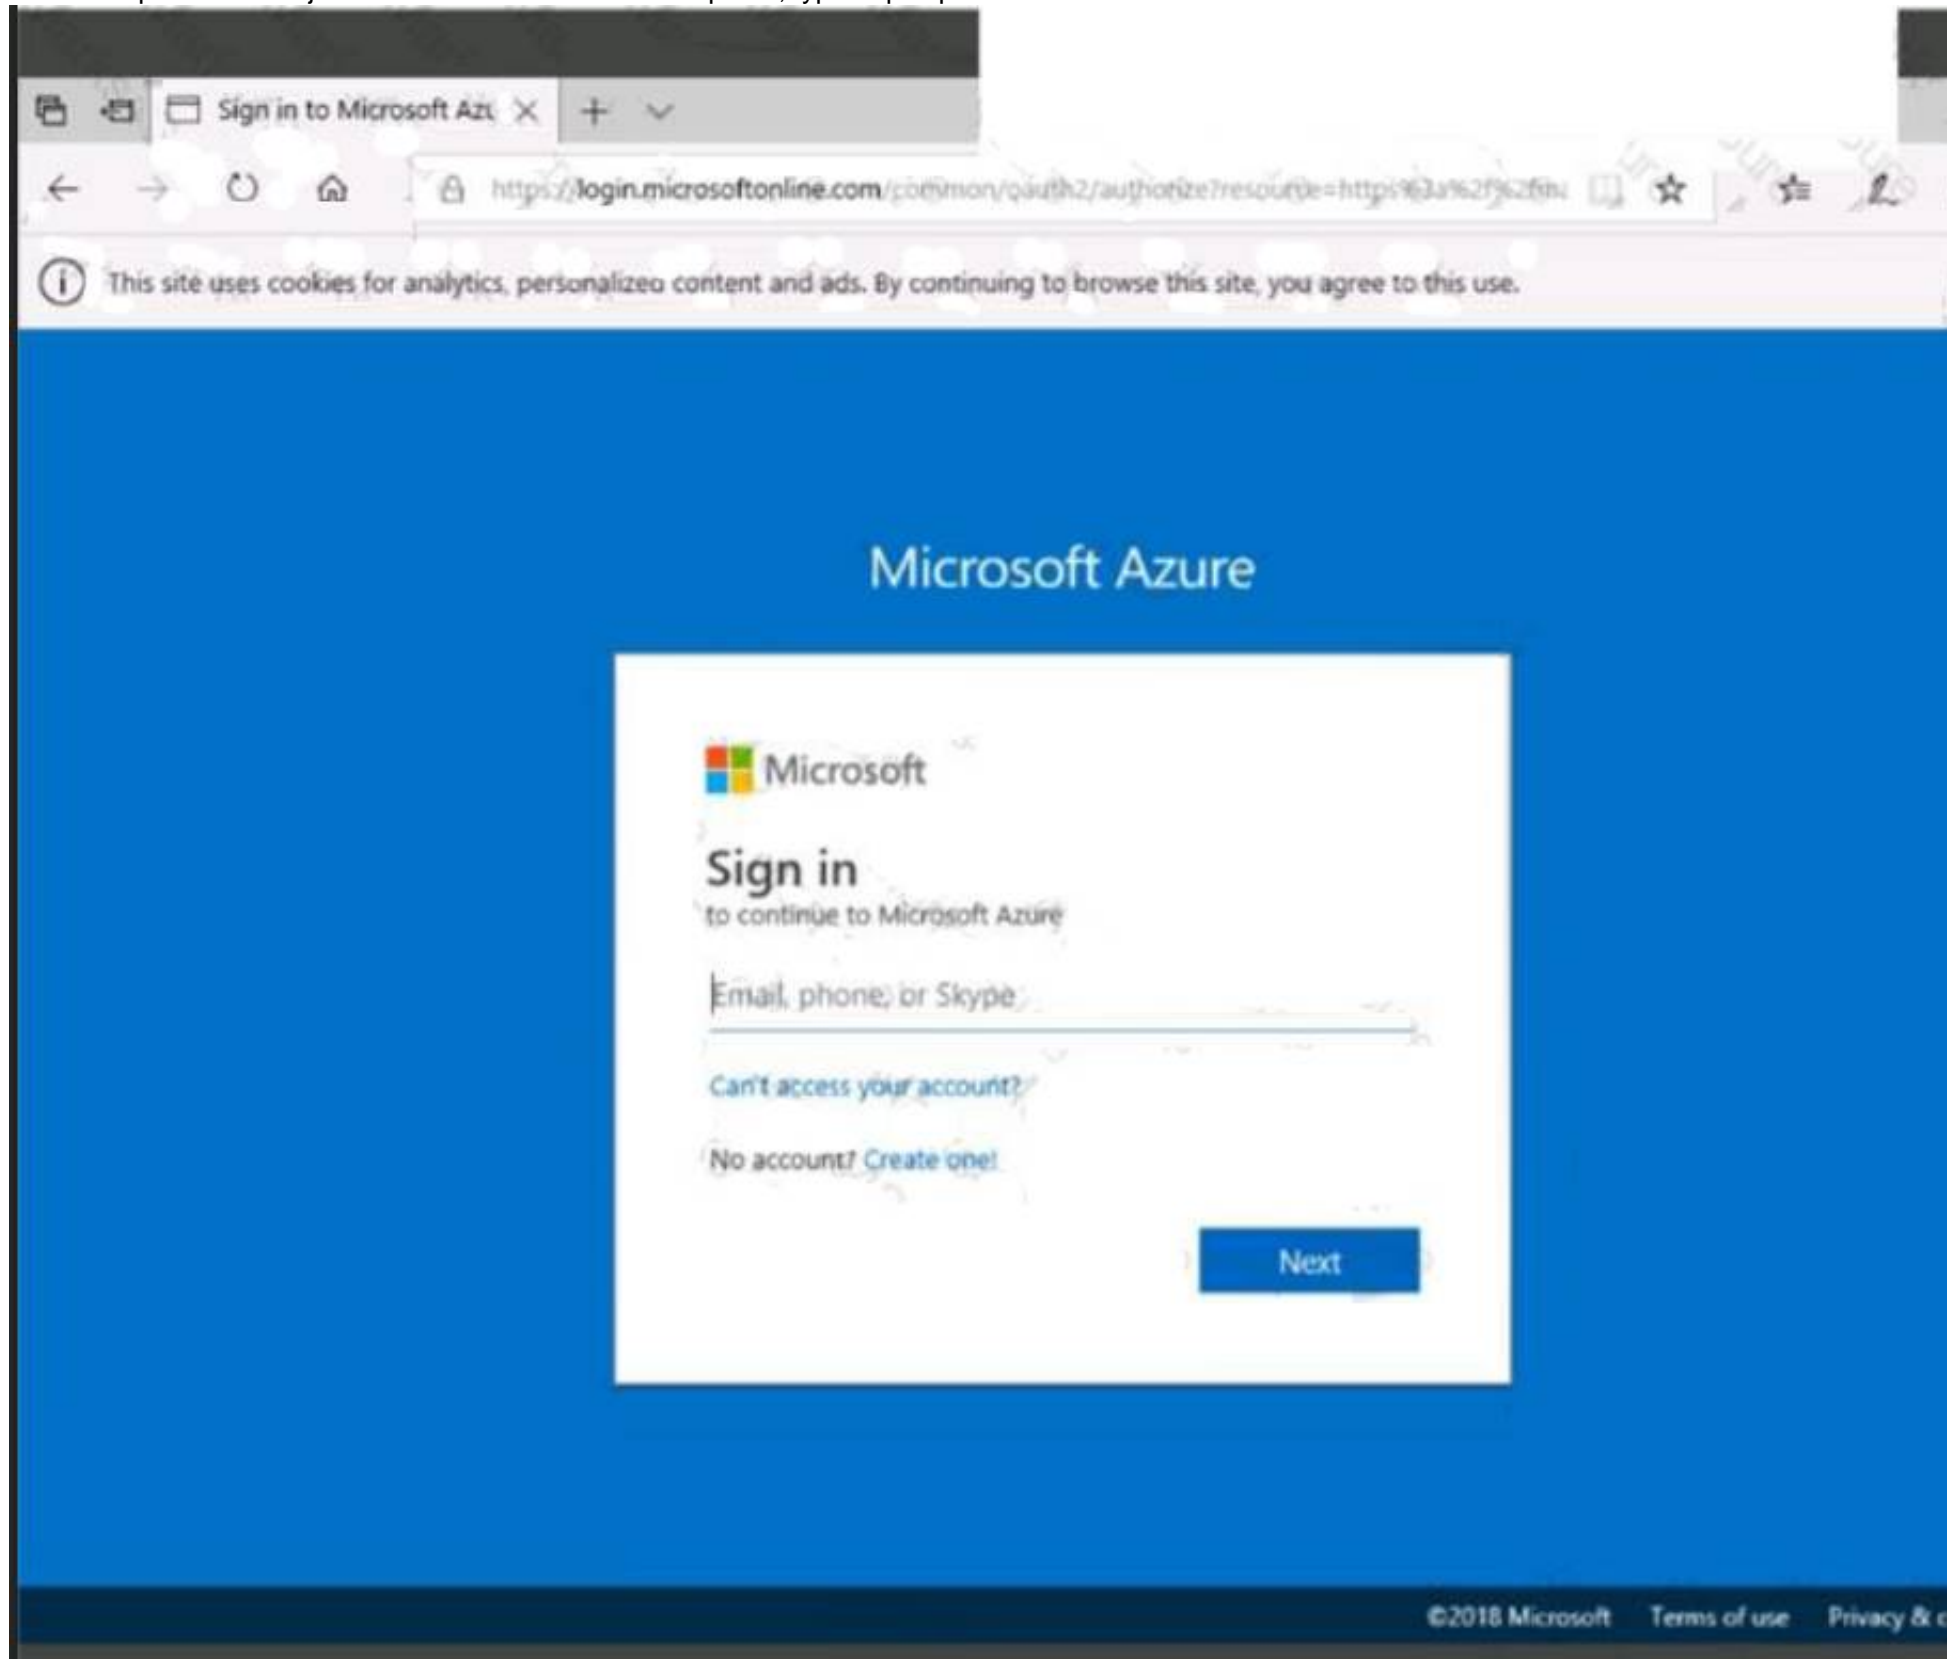 Sign in to Microsoft Azu
https://login.microsoftonline.com/common/oauth2/authorize?resource=https%3a%2f%2f
This site uses cookies for analytics, personalized content and ads. By continuing to browse this site, you agree to this use.
Microsoft Azure
Microsoft
Sign in
to continue to Microsoft Azure
Email, phone, or Skype
Can't access your account?
No account? Create one!
Next
©2018 Microsoft Terms of use Privacy & c